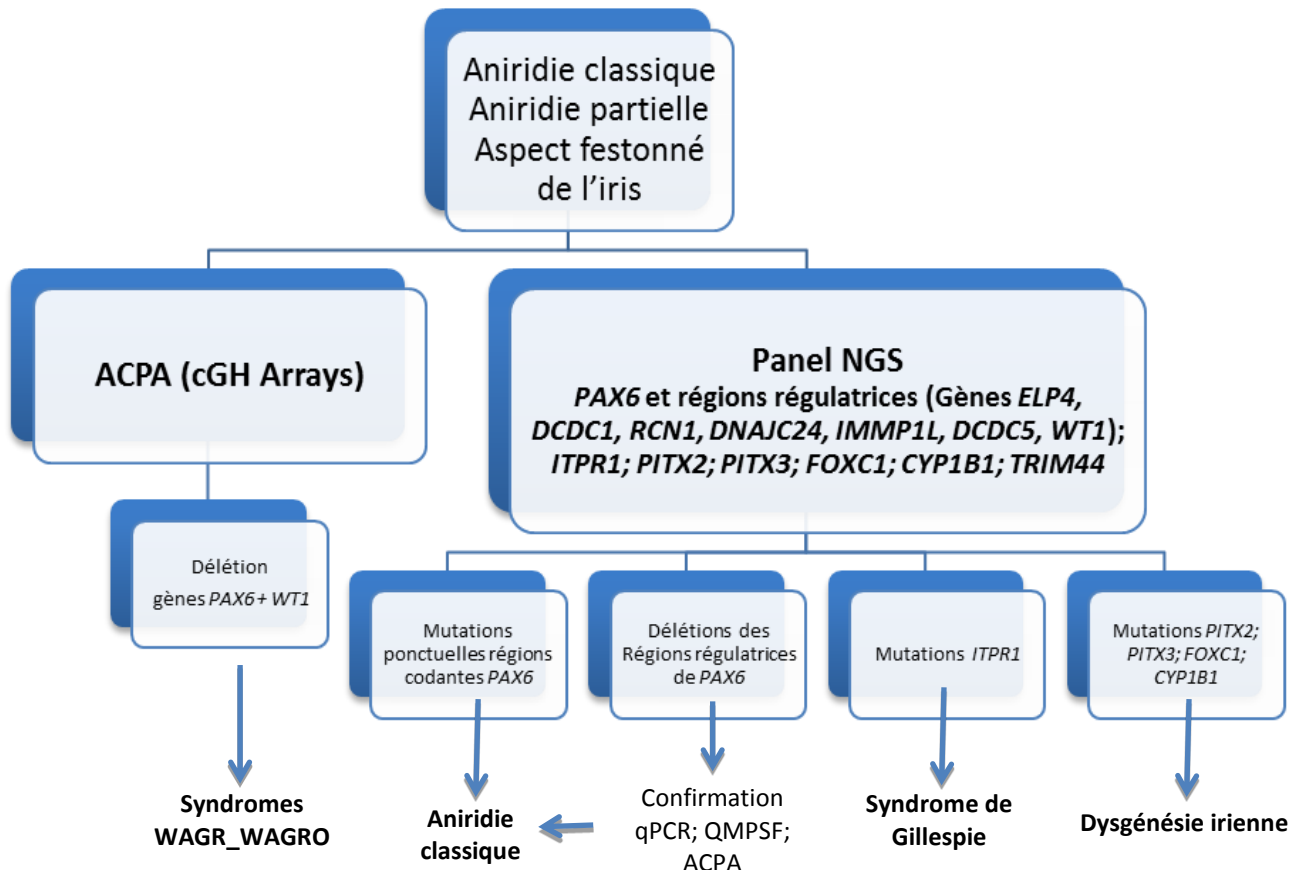 Aniridie classique
Aniridie partielle
Aspect festonné
de l'iris
ACPA (cGH Arrays)
Panel NGS
PAX6 et régions régulatrices (Gènes ELP4,
DCDC1, RCN1, DNAJC24, IMMP1L, DCDC5, WT1);
ITPR1; PITX2; PITX3; FOXC1; CYP1B1; TRIM44
Délétion
gènes PAX6 + WT1
Mutations
ponctuelles régions
codantes PAX6
Délétions des
Régions régulatrices
de PAX6
Mutations ITPR1
Mutations PITX2;
PITX3; FOXC1;
CYP1B1
Syndromes
WAGR_WAGRO
Aniridie
classique
Confirmation
qPCR; QMPSF;
ACPA
Syndrome de
Gillespie
Dysgénésie irienne